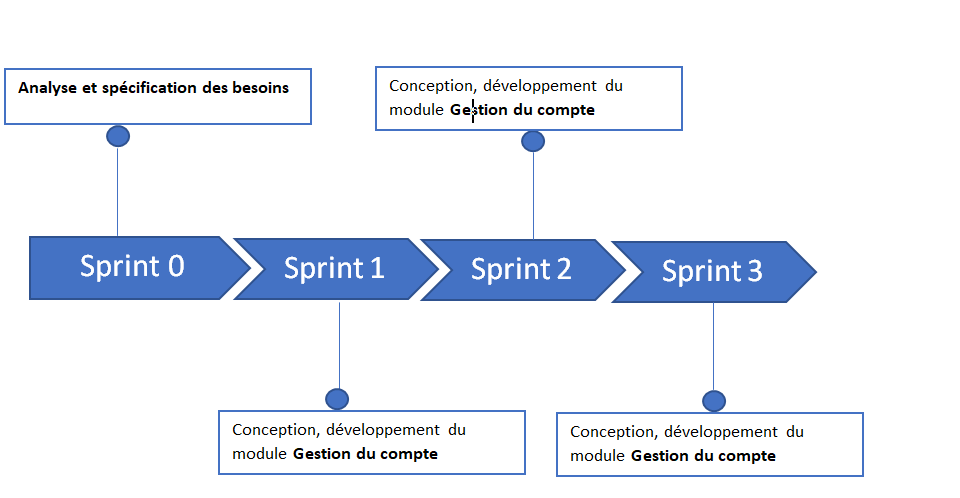 Analyse et spécification des besoins
Conception, développement du
module Gestion du compte
Sprint 0
Sprint 1
Sprint 2
Sprint 3
Conception, développement du
module Gestion du compte
Conception, développement du
module Gestion du compte